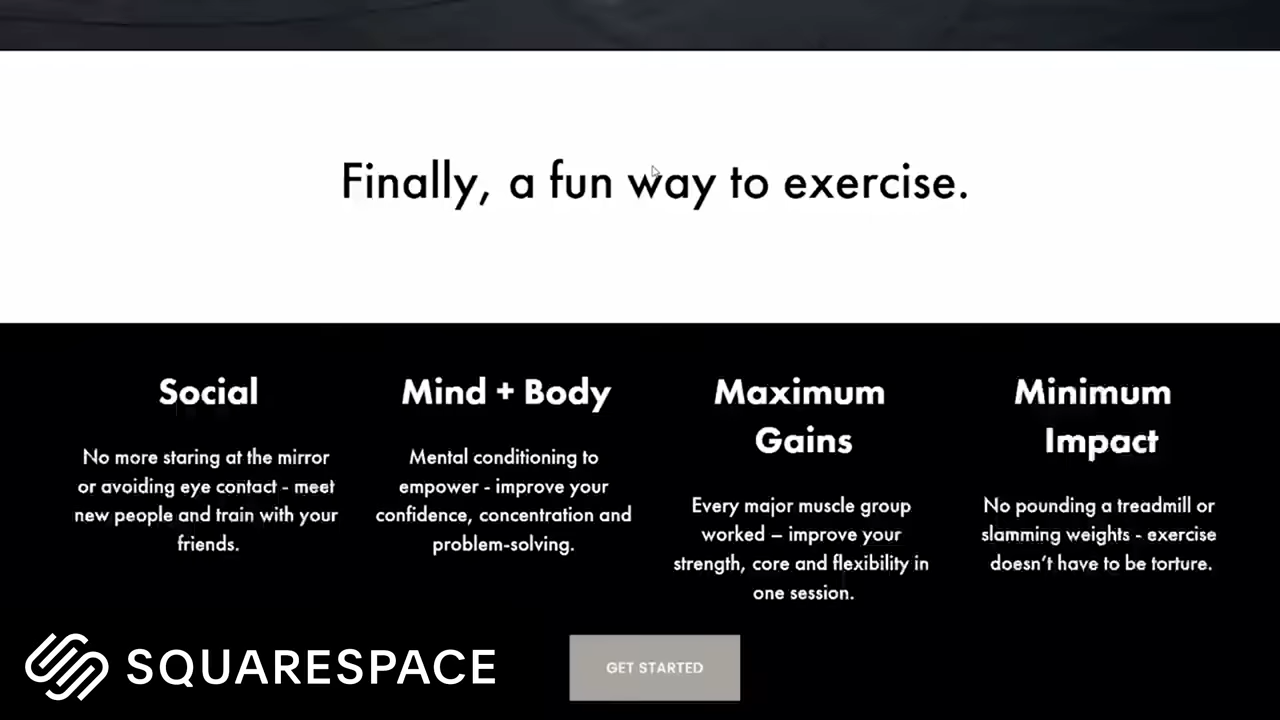 Finally, a fun way to exercise.
Social
No more staring at the mirror
or avoiding eye contact - meet
new people and train with your
friends.
Mind + Body
Mental conditioning to
empower - improve your
confidence, concentration and
problem-solving.
Maximum
Gains
Every major muscle group
worked – improve your
strength, core and flexibility in
one session.
Minimum
Impact
No pounding a treadmill or
slamming weights - exercise
doesn't have to be torture.
GET STARTED
SQUARESPACE